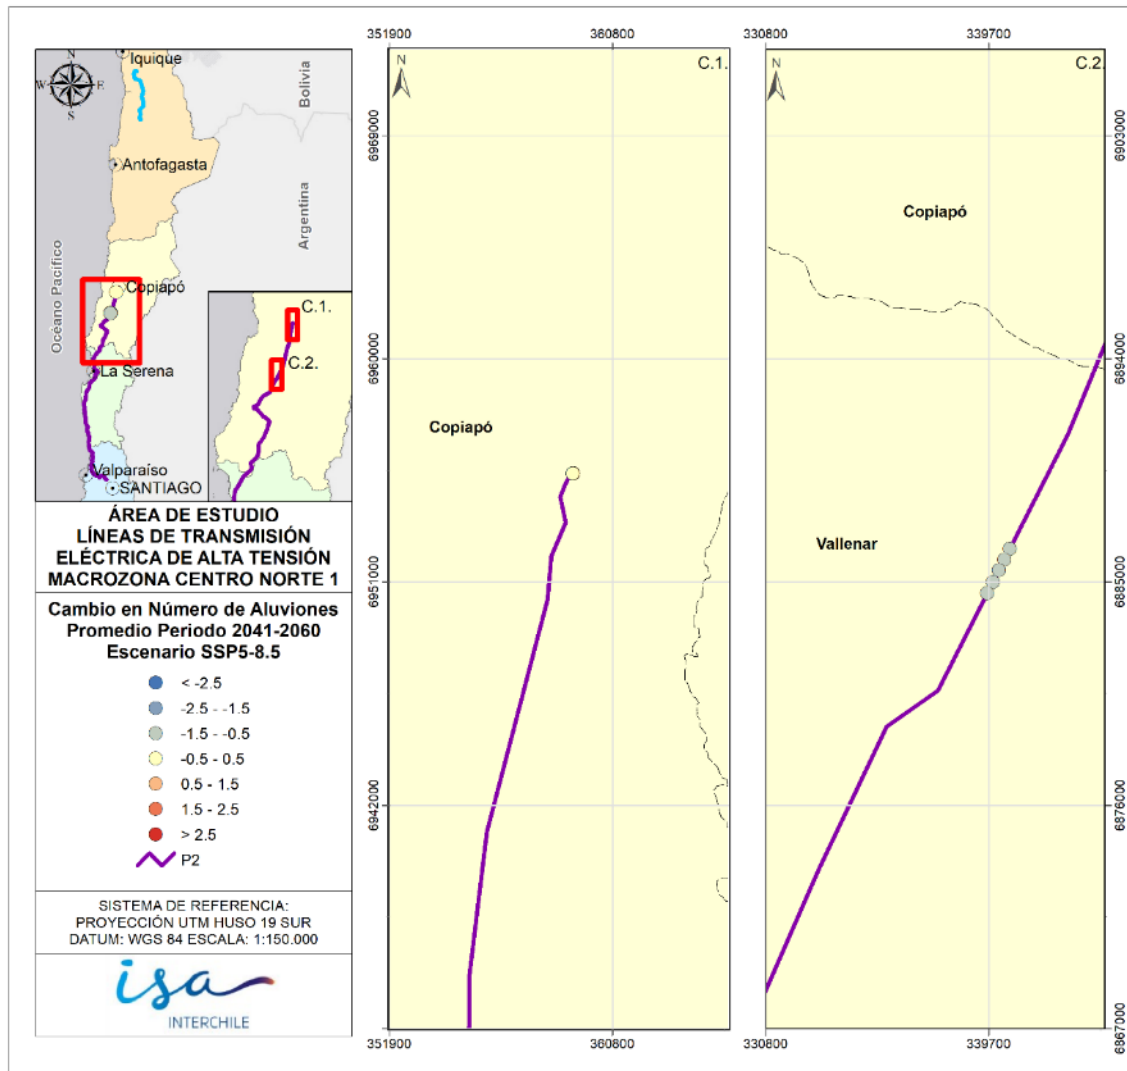 N
W
E
S
Iquique
Bolivia
Antofagasta
Argentina
Océano Pacífico
Copiapó
C.1.
C.2.
La Serena
Valparaíso
SANTIAGO
ÁREA DE ESTUDIO
LÍNEAS DE TRANSMISIÓN
ELÉCTRICA DE ALTA TENSIÓN
MACROZONA CENTRO NORTE 1
Cambio en Número de Aluviones
Promedio Periodo 2041-2060
Escenario SSP5-8.5
< -2.5
-2.5 - -1.5
-1.5 - -0.5
-0.5 - 0.5
0.5 - 1.5
1.5 - 2.5
> 2.5
P2
SISTEMA DE REFERENCIA:
PROYECCIÓN UTM HUSO 19 SUR
DATUM: WGS 84 ESCALA: 1:150.000
isa
INTERCHILE
351900
360800
C.1.
N
6969000
6960000
6951000
6942000
Copiapó
351900
360800
330800
339700
C.2.
N
6903000
6894000
6885000
6876000
6867000
Copiapó
Vallenar
330800
339700